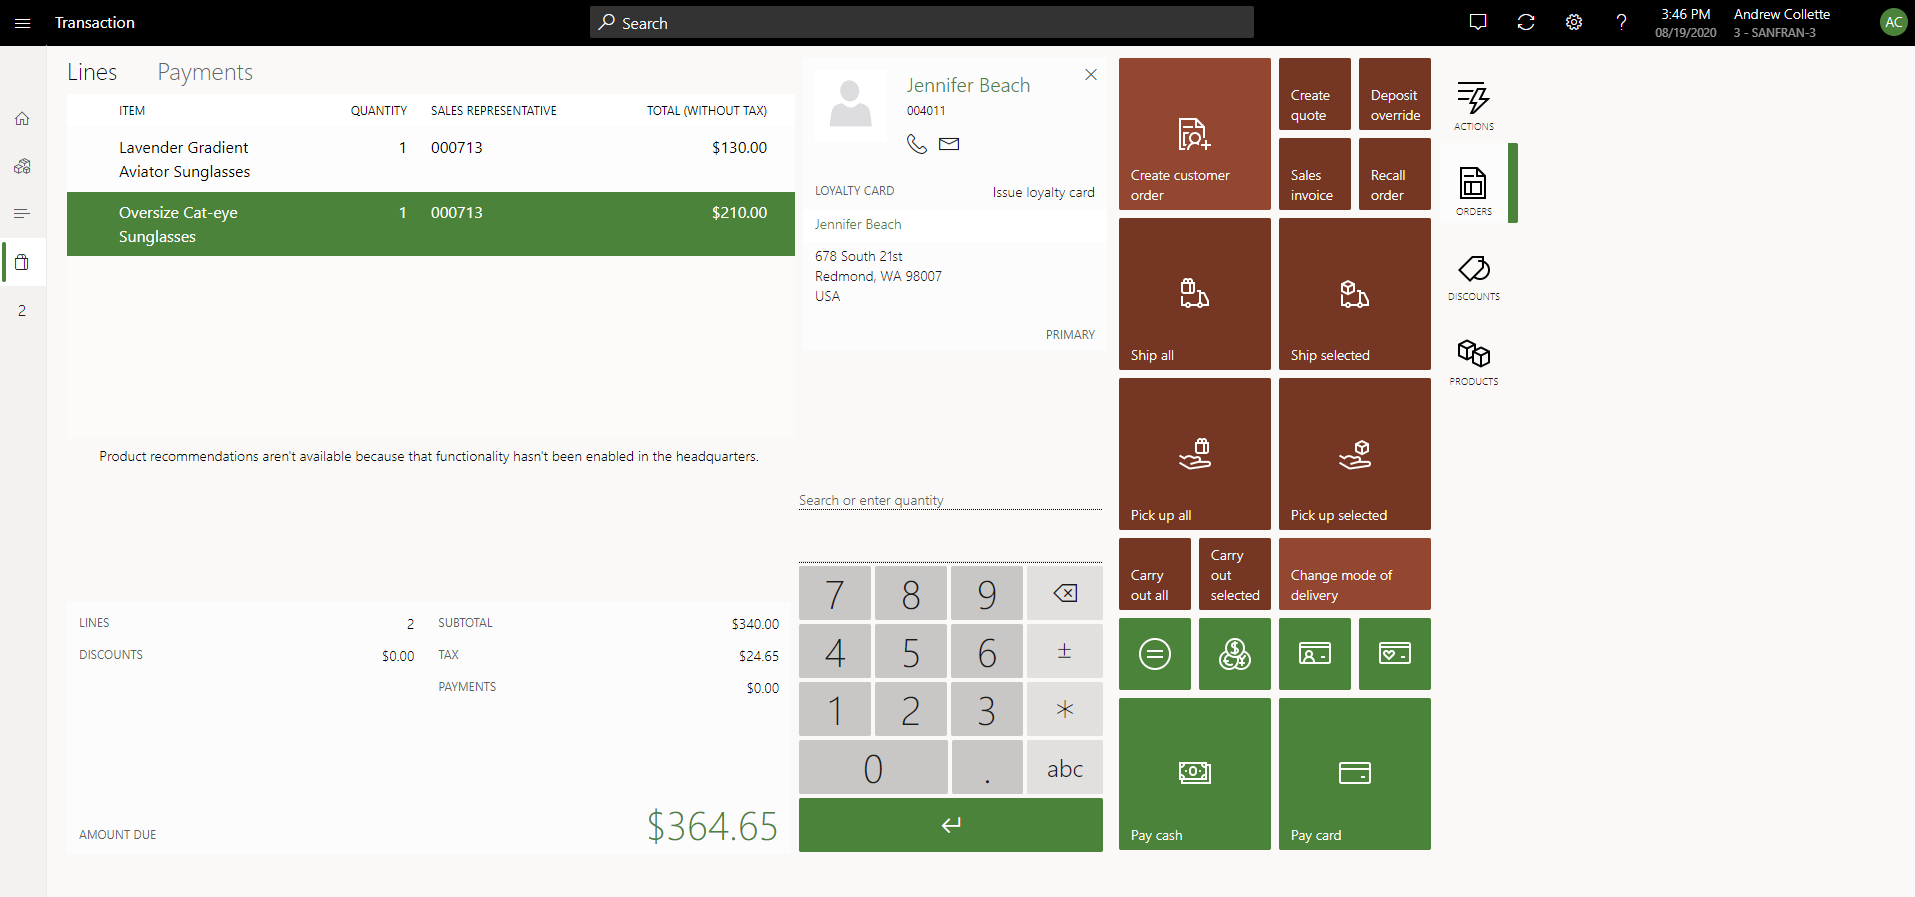 Transaction
Search
3:46 PM
08/19/2020
Andrew Collette
3 - SANFRAN-3
AC
2
Lines
Payments
ITEM
QUANTITY
SALES REPRESENTATIVE
TOTAL (WITHOUT TAX)
Lavender Gradient
Aviator Sunglasses
1
000713
$130.00
Oversize Cat-eye
Sunglasses
1
000713
$210.00
Product recommendations aren't available because that functionality hasn't been enabled in the headquarters.
LINES
2
DISCOUNTS
$0.00
SUBTOTAL
$340.00
TAX
$24.65
PAYMENTS
$0.00
AMOUNT DUE
$364.65
Jennifer Beach
004011
LOYALTY CARD
Issue loyalty card
Jennifer Beach
678 South 21st
Redmond, WA 98007
USA
PRIMARY
Search or enter quantity
7
8
9
4
5
6
±
1
2
3
*
0
.
abc
Create customer
order
Create
quote
Deposit
override
Sales
invoice
Recall
order
Ship all
Ship selected
Pick up all
Pick up selected
Carry
out all
Carry
out
selected
Change mode of
delivery
Pay cash
Pay card
ACTIONS
ORDERS
DISCOUNTS
PRODUCTS